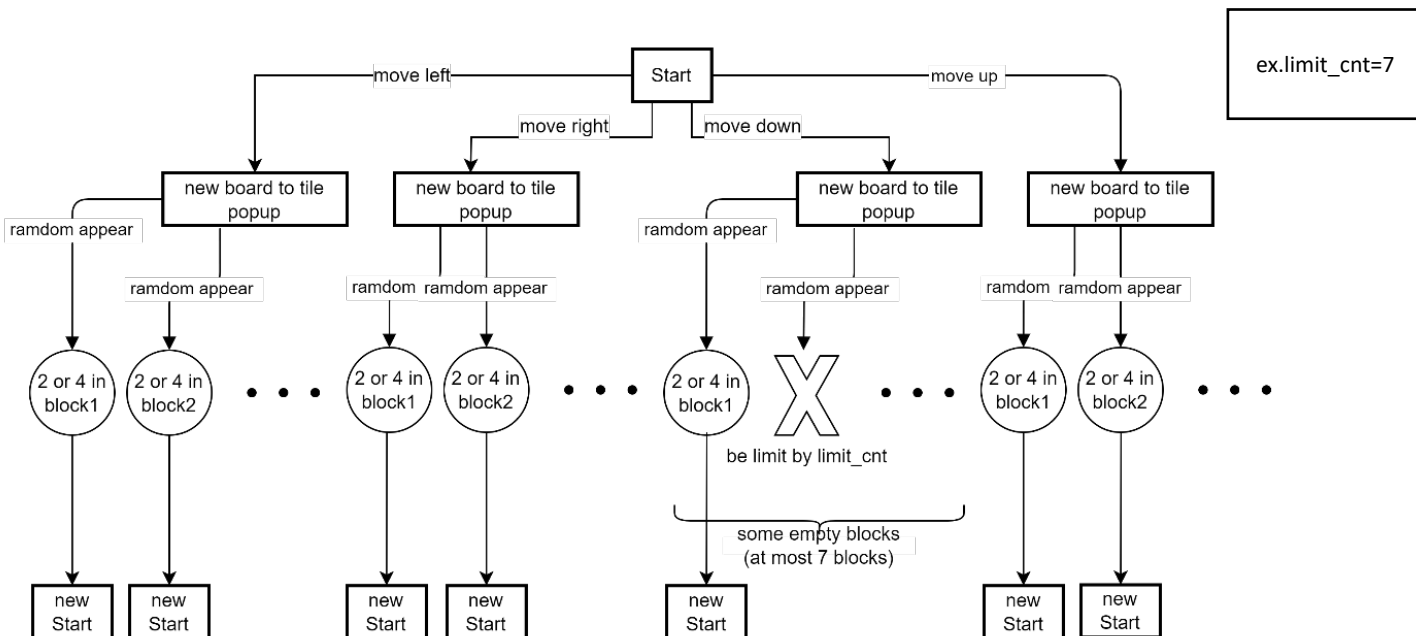 ex.limit_cnt=7
Start
move left
move up
move right
move down
new board to tile
popup
new board to tile
popup
new board to tile
popup
new board to tile
popup
ramdom appear
ramdom appear
ramdom
ramdom appear
ramdom appear
ramdom appear
ramdom
ramdom appear
2 or 4 in
block1
2 or 4 in
block2
2 or 4 in
block1
2 or 4 in
block2
2 or 4 in
block1
X
2 or 4 in
block1
2 or 4 in
block2
be limit by limit_cnt
some empty blocks
(at most 7 blocks)
new
Start
new
Start
new
Start
new
Start
new
Start
new
Start
new
Start